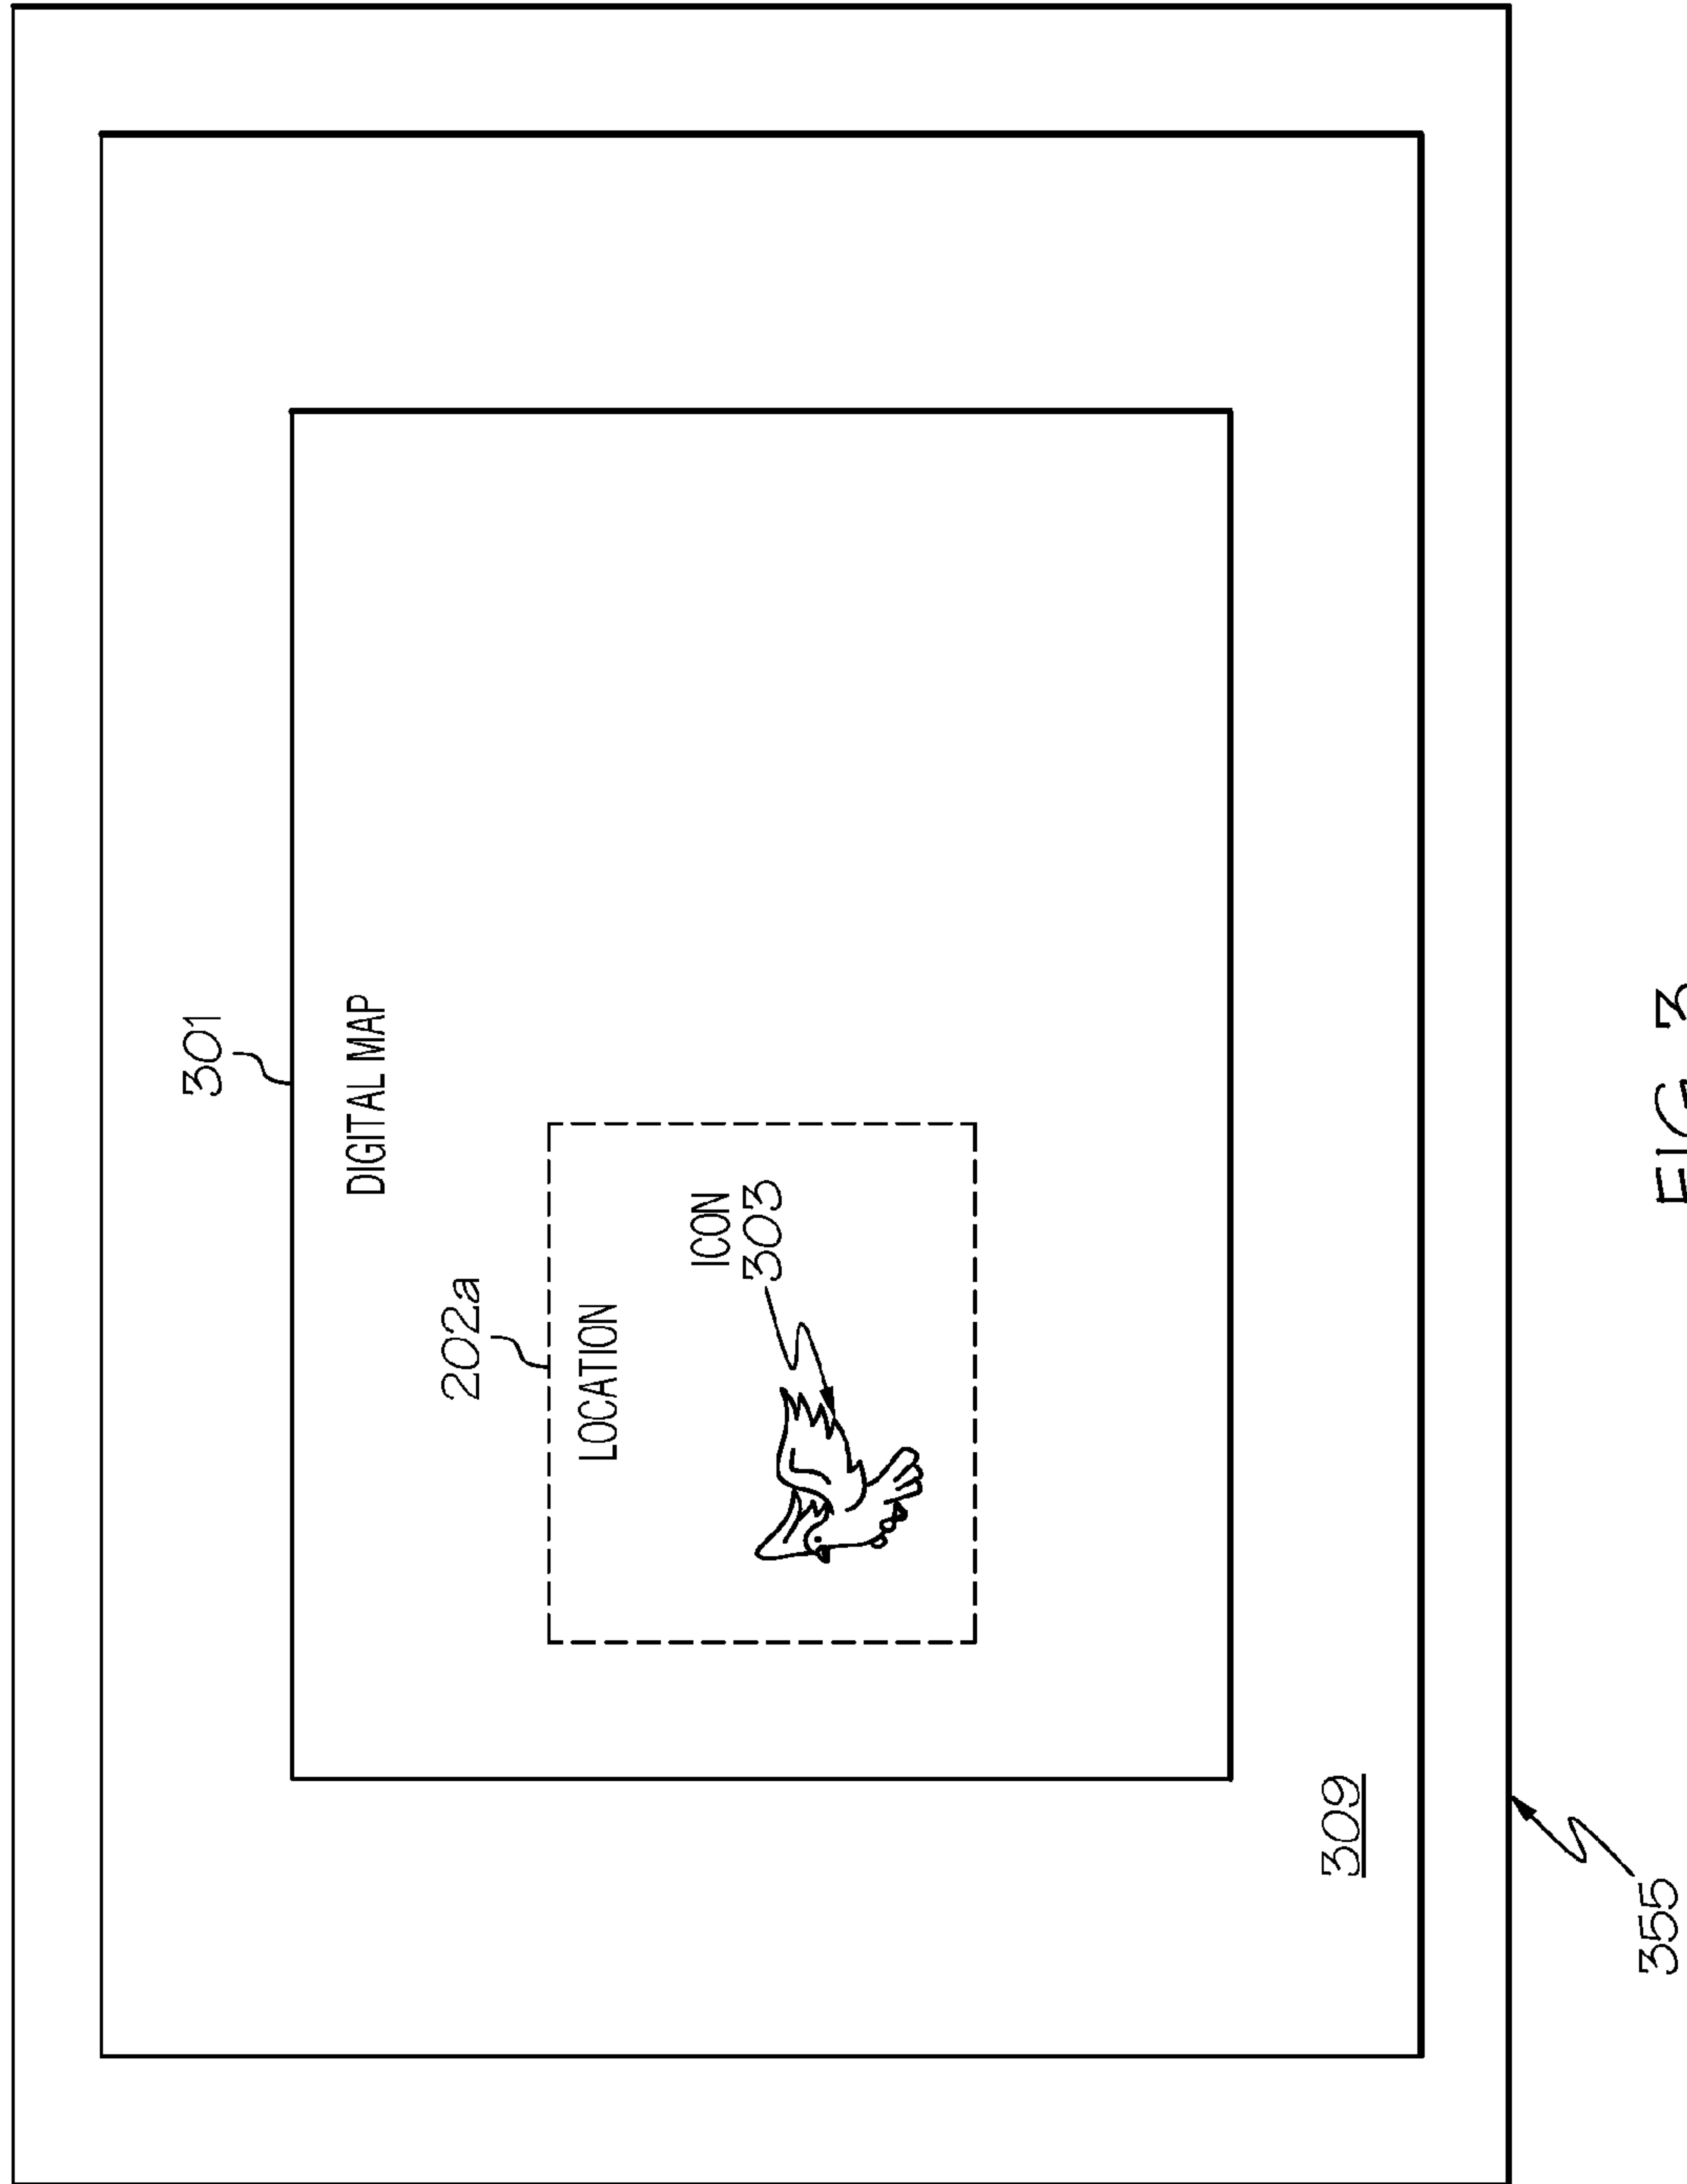 301
DIGITAL MAP
202a
LOCATION
ICON
303
309
355
FIG. 3